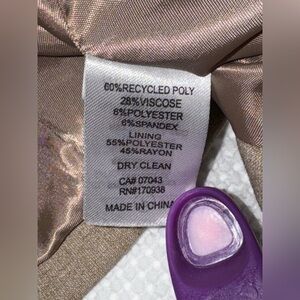 60%RECYCLED POLY
28%VISCOSE
6%POLYESTER
6%SPANDEX
LINING
55%POLYESTER
45%RAYON
DRY CLEAN
CA# 07043
RN#170938
MADE IN CHINA